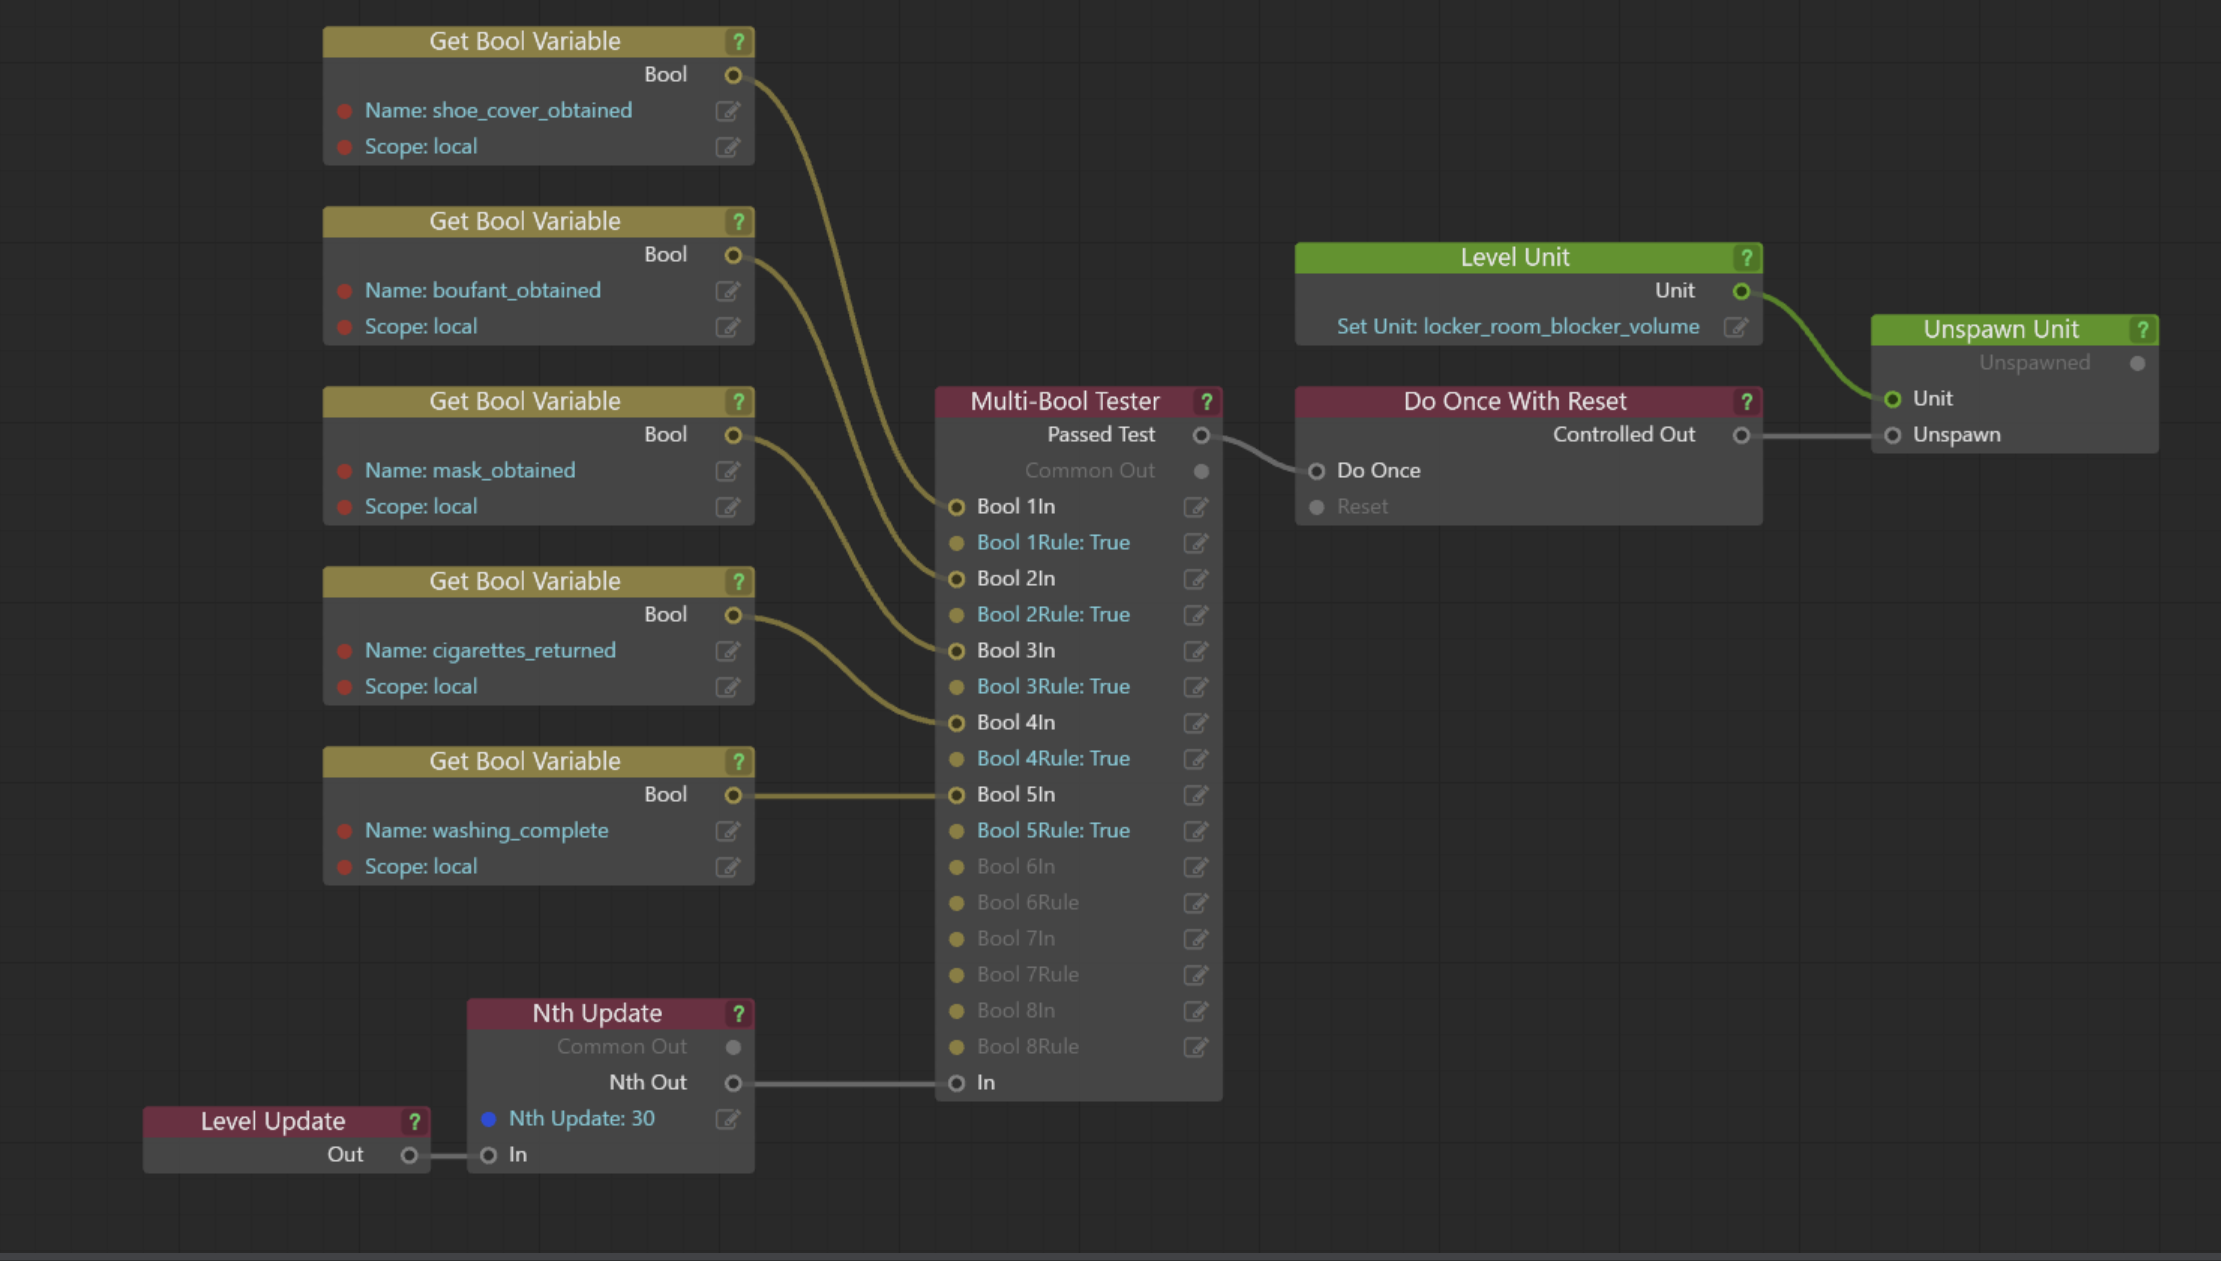 Get Bool Variable ?
Bool
Name: shoe_cover_obtained
Scope: local
Get Bool Variable ?
Bool
Name: boufant_obtained
Scope: local
Get Bool Variable ?
Bool
Name: mask_obtained
Scope: local
Get Bool Variable ?
Bool
Name: cigarettes_returned
Scope: local
Get Bool Variable ?
Bool
Name: washing_complete
Scope: local
Level Update ?
Out
Nth Update ?
Common Out
Nth Out
Nth Update: 30
In
Multi-Bool Tester ?
Passed Test
Common Out
Bool 1In
Bool 1Rule: True
Bool 2In
Bool 2Rule: True
Bool 3In
Bool 3Rule: True
Bool 4In
Bool 4Rule: True
Bool 5In
Bool 5Rule: True
Bool 6In
Bool 6Rule
Bool 7In
Bool 7Rule
Bool 8In
Bool 8Rule
In
Level Unit ?
Unit
Set Unit: locker_room_blocker_volume
Do Once With Reset ?
Controlled Out
Do Once
Reset
Unspawn Unit ?
Unspawned
Unit
Unspawn